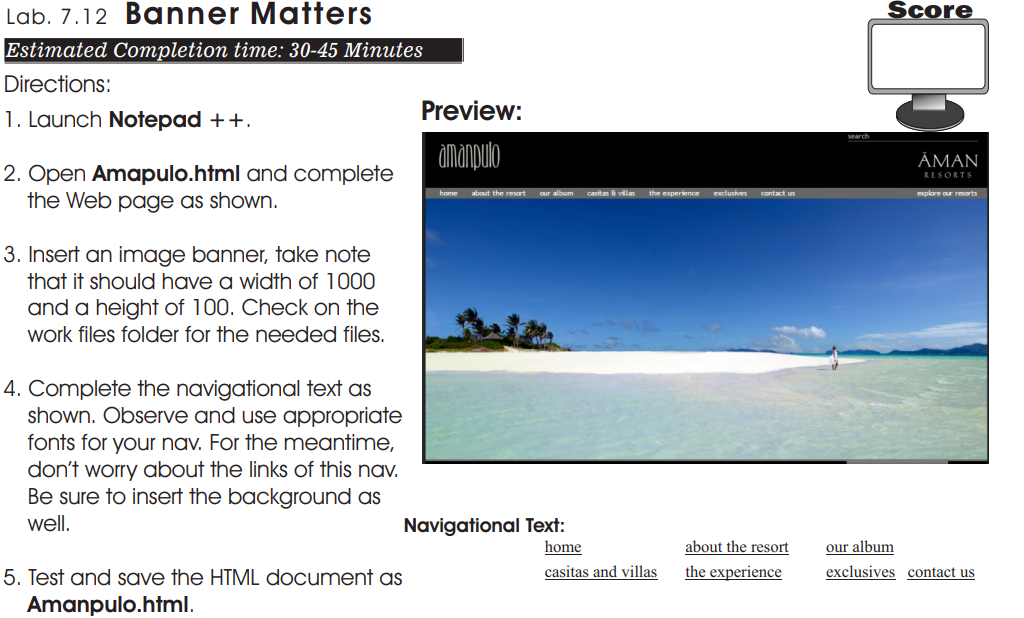 Lab. 7.12 Banner Matters
Score
Estimated Completion time: 30-45 Minutes
Directions:
1. Launch Notepad ++.
2. Open Amapulo.html and complete
the Web page as shown.
3. Insert an image banner, take note
that it should have a width of 1000
and a height of 100. Check on the
work files folder for the needed files.
4. Complete the navigational text as
shown. Observe and use appropriate
fonts for your nav. For the meantime,
don't worry about the links of this nav.
Be sure to insert the background as
well.
5. Test and save the HTML document as
Amanpulo.html.
Preview:
search
amanpulo
ĀMAN
RESORTS
home about the resort our album casitas & villas the experience exclusives contact us explore our resorts
Navigational Text:
home about the resort our album
casitas and villas the experience exclusives contact us